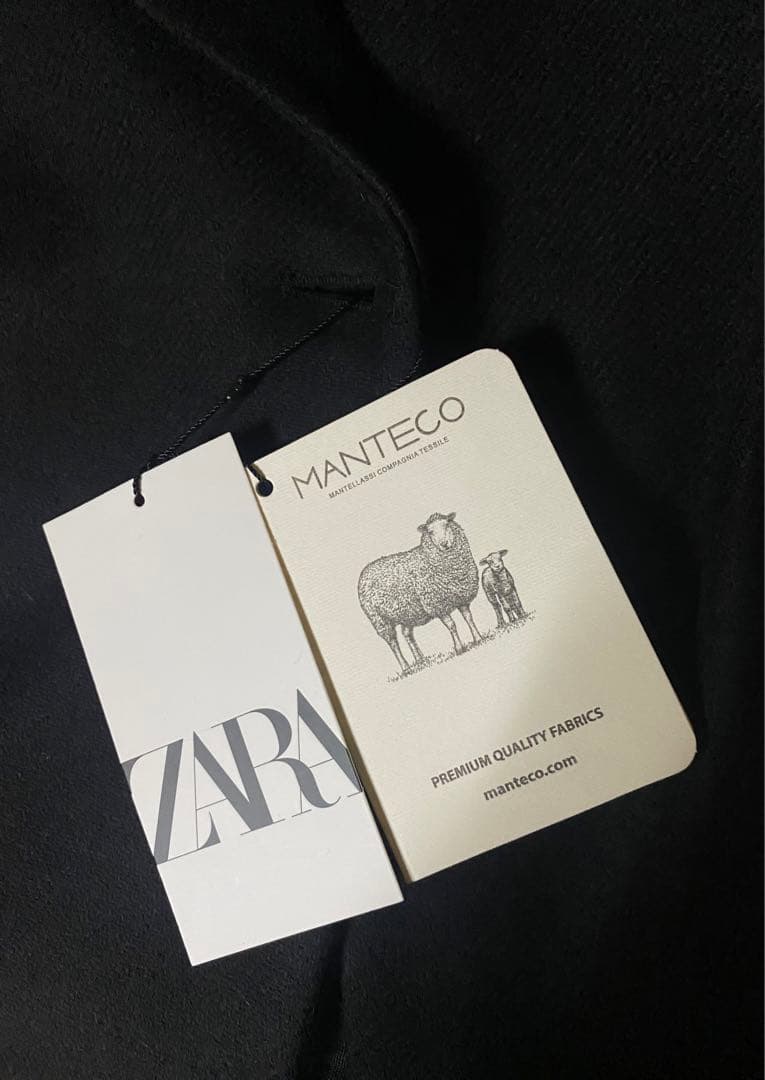 MANTECO
MANTELLASSI COMPAGNIA TESSILE
PREMIUM QUALITY FABRICS
manteco.com
ZARA